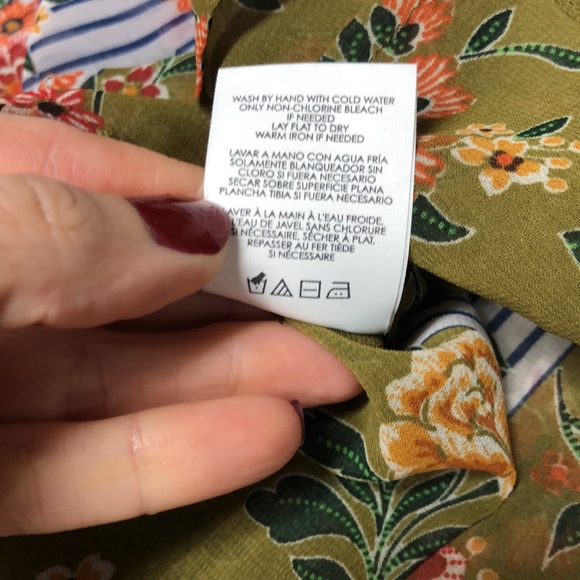 WASH BY HAND WITH COLD WATER
ONLY NON-CHLORINE BLEACH
IF NEEDED
LAY FLAT TO DRY
WARM IRON IF NEEDED
LAVAR A MANO CON AGUA FRÍA
SOLAMENTE BLANQUEADOR SIN
CLORO SI FUERA NECESARIO
SECAR SOBRE SUPERFICIE PLANA
PLANCHA TIBIA SI FUERA NECESARIO
LAVER À LA MAIN À L'EAU FROIDE,
L'EAU DE JAVEL SANS CHLORURE
SI NÉCESSAIRE, SÉCHER À PLAT,
REPASSER AU FER TIÈDE
SI NÉCESSAIRE